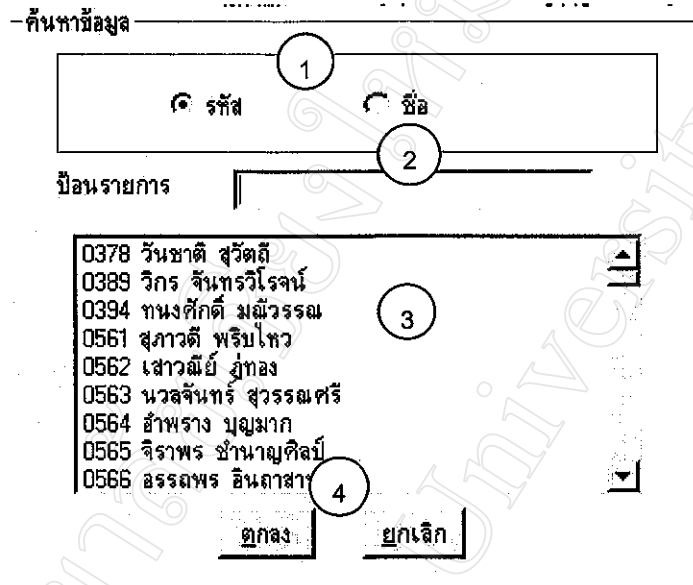 ค้นหาข้อมูล
1
รหัส ชื่อ
2
ป้อนรายการ
0378 วันชาติ สุวัตถี
0389 วิกร จันทรวิโรจน์
0394 ทนงศักดิ์ มณีวรรณ
3
0561 สุภาวดี พริบไหว
0562 เสาวณีย์ ภู่ทอง
0563 นวลจันทร์ สุวรรณศรี
0564 อำพราง บุญมาก
0565 จิราพร ชำนาญศิลป์
0566 อรรถพร
4
ตกลง ยกเลิก